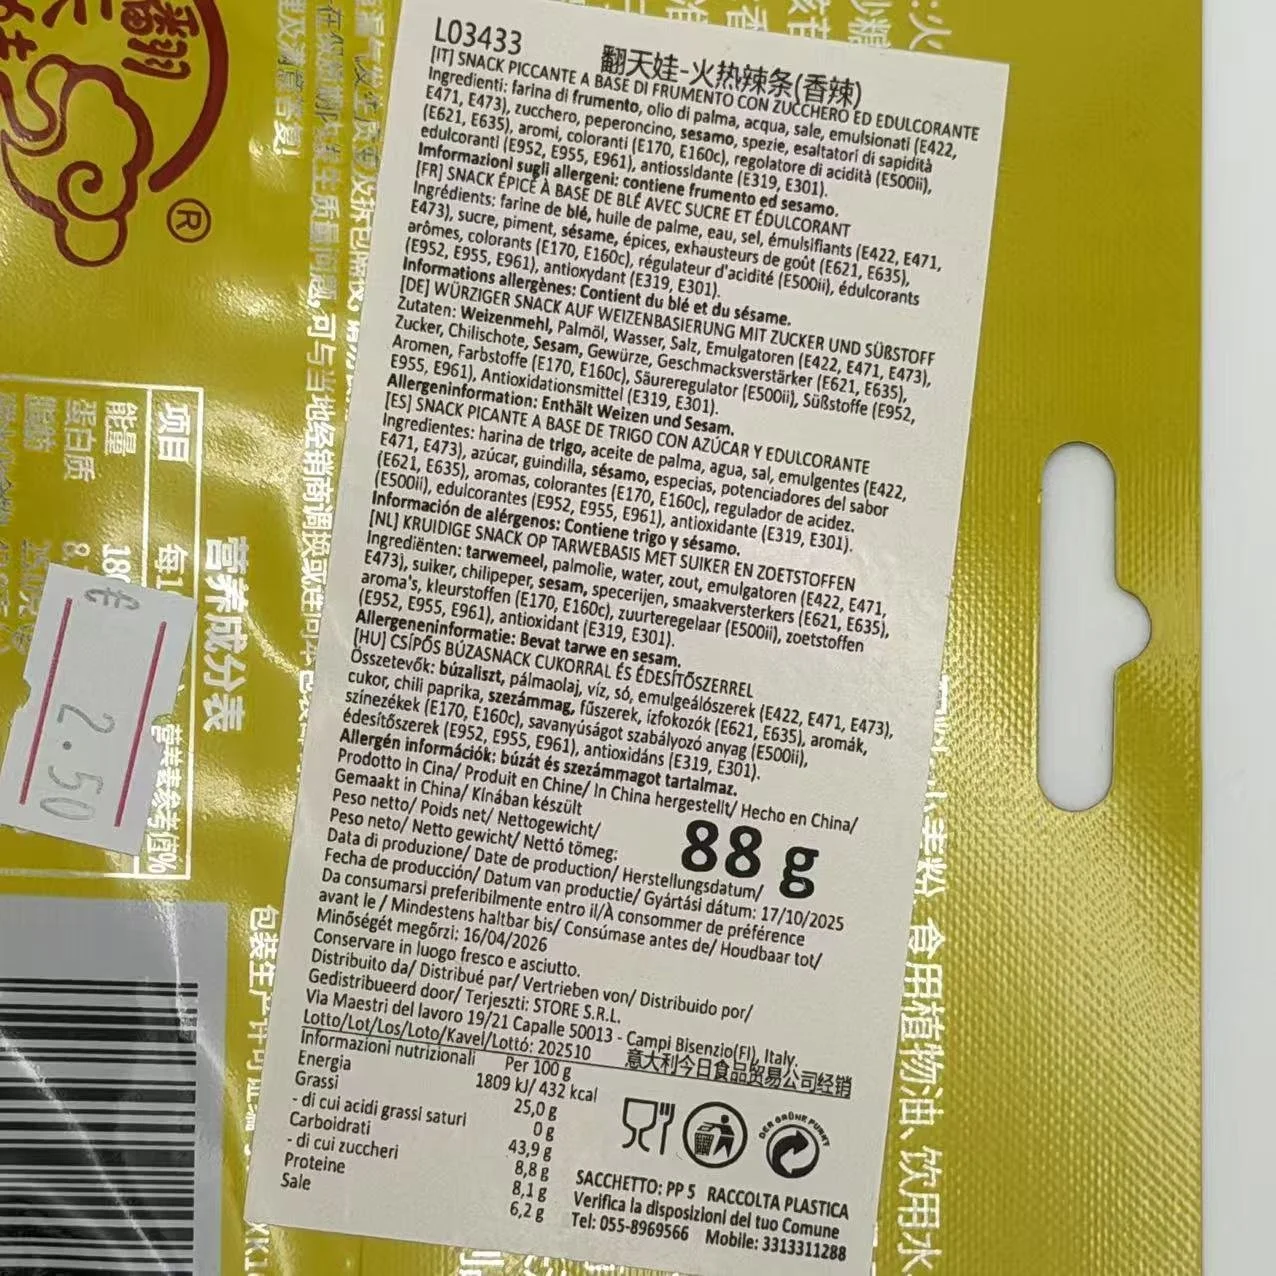 L03433
翻天娃-火热辣条(香辣)
[IT] SNACK PICCANTE A BASE DI FRUMENTO CON ZUCCHERO ED EDULCORANTE
Ingredienti: farina di frumento, olio di palma, acqua, sale, emulsionati (E422,
E471, E473), zucchero, peperoncino, sesamo, spezie, esaltatori di sapidità
(E621, E635), aromi, coloranti (E170, E160c), regolatore di acidità (E500ii),
edulcoranti (E952, E955, E961), antiossidante (E319, E301).
Imformazioni sugli allergeni: contiene frumento ed sesamo.
[FR] SNACK ÉPICÉ À BASE DE BLÉ AVEC SUCRE ET ÉDULCORANT
Ingrédients: farine de blé, huile de palme, eau, sel, émulsifiants (E422, E471,
E473), sucre, piment, sésame, épices, exhausteurs de goût (E621, E635),
arômes, colorants (E170, E160c), régulateur d'acidité (E500ii), édulcorants
(E952, E955, E961), antioxydant (E319, E301).
Informations allergènes: Contient du blé et du sésame.
[DE] WÜRZIGER SNACK AUF WEIZENBASIERUNG MIT ZUCKER UND SÜßSTOFF
Zutaten: Weizenmehl, Palmöl, Wasser, Salz, Emulgatoren (E422, E471, E473),
Zucker, Chilischote, Sesam, Gewürze, Geschmacksverstärker (E621, E635),
Aromen, Farbstoffe (E170, E160c), Säureregulator (E500ii), Süßstoffe (E952,
E955, E961), Antioxidationsmittel (E319, E301).
Allergeninformation: Enthält Weizen und Sesam.
[ES] SNACK PICANTE A BASE DE TRIGO CON AZÚCAR Y EDULCORANTE
Ingredientes: harina de trigo, aceite de palma, agua, sal, emulgentes (E422,
E471, E473), azúcar, guindilla, sésamo, especias, potenciadores del sabor
(E621, E635), aromas, colorantes (E170, E160c), regulador de acidez.
(E500ii), edulcorantes (E952, E955, E961), antioxidante (E319, E301).
Información de alérgenos: Contiene trigo y sésamo.
[NL] KRUIDIGE SNACK OP TARWEBASIS MET SUIKER EN ZOETSTOFFEN
Ingrediënten: tarwemeel, palmolie, water, zout, emulgatoren (E422, E471,
E473), suiker, chilipeper, sesam, specerijen, smaakversterkers (E621, E635),
aroma's, kleurstoffen (E170, E160c), zuurteregelaar (E500ii), zoetstoffen
(E952, E955, E961), antioxidant (E319, E301).
Allergeneninformatie: Bevat tarwe en sesam.
[HU] CSÍPŐS BÚZASNACK CUKORRAL ÉS ÉDESÍTŐSZERREL
Összetevők: búzaliszt, pálmaolaj, víz, só, emulgeálószerek (E422, E471, E473),
cukor, chili paprika, szezámmag, fűszerek, ízfokozók (E621, E635), aromák,
színezékek (E170, E160c), savanyúságot szabályozó anyag (E500ii),
édesítőszerek (E952, E955, E961), antioxidáns (E319, E301).
Allergén információk: búzát és szezámmagot tartalmaz.
Prodotto in Cina/ Produit en Chine/ In China hergestellt/ Hecho en China/
Gemaakt in China/ Kínában készült
Peso netto/ Poids net/ Nettogewicht/
Peso neto/ Netto gewicht/ Nettó tömeg:
88 g
Data di produzione/ Date de production/ Herstellungsdatum/
Fecha de producción/ Datum van productie/ Gyártási dátum: 17/10/2025
Da consumarsi preferibilmente entro il/À consommer de préférence
avant le / Mindestens haltbar bis/ Consúmase antes de/ Houdbaar tot/
Minőségét megőrzi: 16/04/2026
Conservare in luogo fresco e asciutto.
Distribuito da/ Distribué par/ Vertrieben von/ Distribuido por/
Gedistribueerd door/ Terjeszti: STORE S.R.L.
Via Maestri del lavoro 19/21 Capalle 50013 - Campi Bisenzio(FI), Italy.
Lotto/Lot/Los/Loto/Kavel/Lottó: 202510
意大利今日食品贸易公司经销
Informazioni nutrizionali Per 100 g
Energia 1809 kJ/ 432 kcal
Grassi 25,0 g
- di cui acidi grassi saturi 0 g
Carboidrati 43,9 g
- di cui zuccheri 8,8 g
Proteine 8,1 g
Sale 6,2 g
DER GRÜNE PUNKT
SACCHETTO: PP 5 RACCOLTA PLASTICA
Verifica la disposizioni del tuo Comune
Tel: 055-8969566 Mobile: 3313311288
€ 2.50
®
营养成分表
项目
能量
蛋白质
营养素参考值%
食用植物油、饮用水